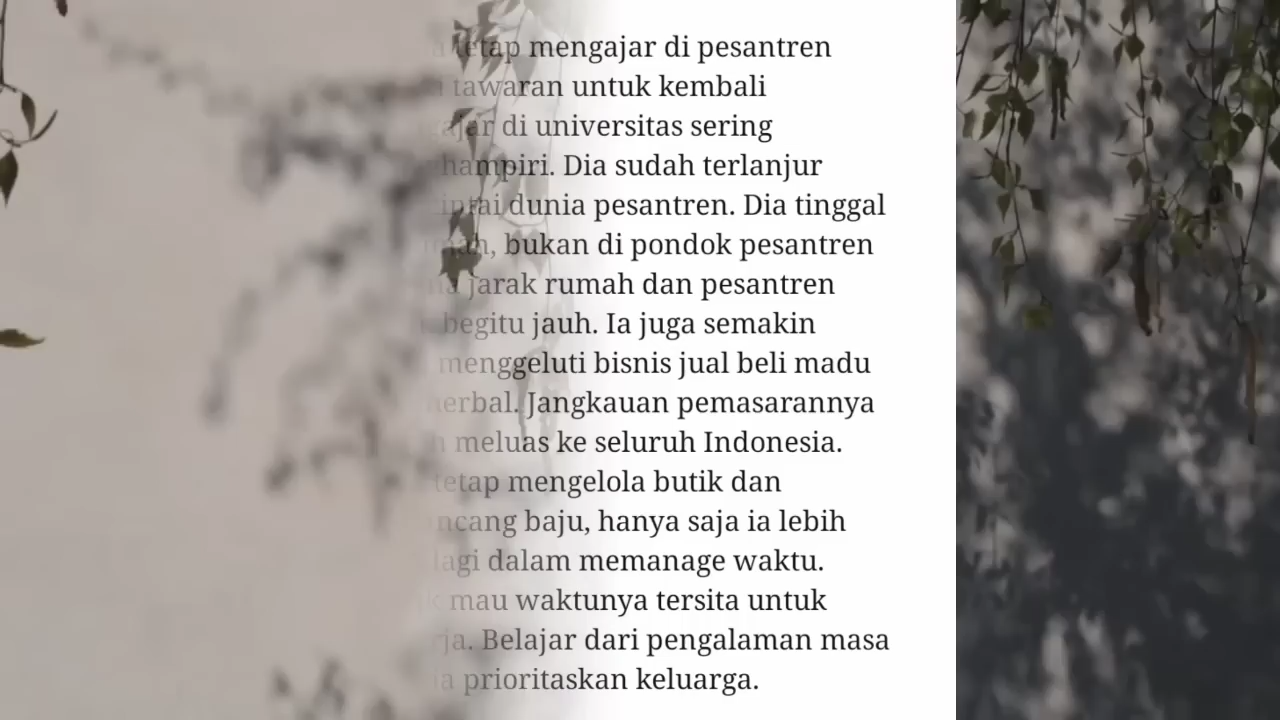 tetap mengajar di pesantren
tawaran untuk kembali
di universitas sering
Dia sudah terlanjur
dunia pesantren. Dia tinggal
bukan di pondok pesantren
jarak rumah dan pesantren
begitu jauh. Ia juga semakin
menggeluti bisnis jual beli madu
Jangkauan pemasarannya
meluas ke seluruh Indonesia.
tetap mengelola butik dan
baju, hanya saja ia lebih
lagi dalam memanage waktu.
mau waktunya tersita untuk
Belajar dari pengalaman masa
prioritaskan keluarga.